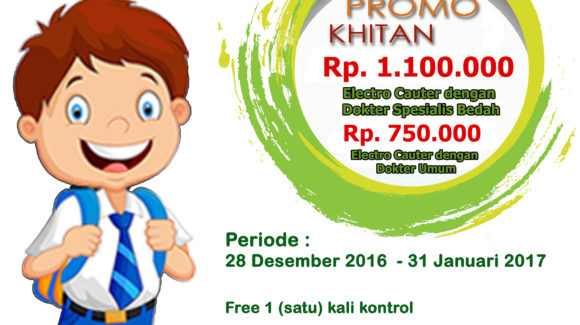 PROMO
KHITAN
Rp. 1.100.000
Electro Cauter dengan
Dokter Spesialis Bedah
Rp. 750.000
Electro Cauter dengan
Dokter Umum
Periode :
28 Desember 2016 - 31 Januari 2017
Free 1 (satu) kali kontrol